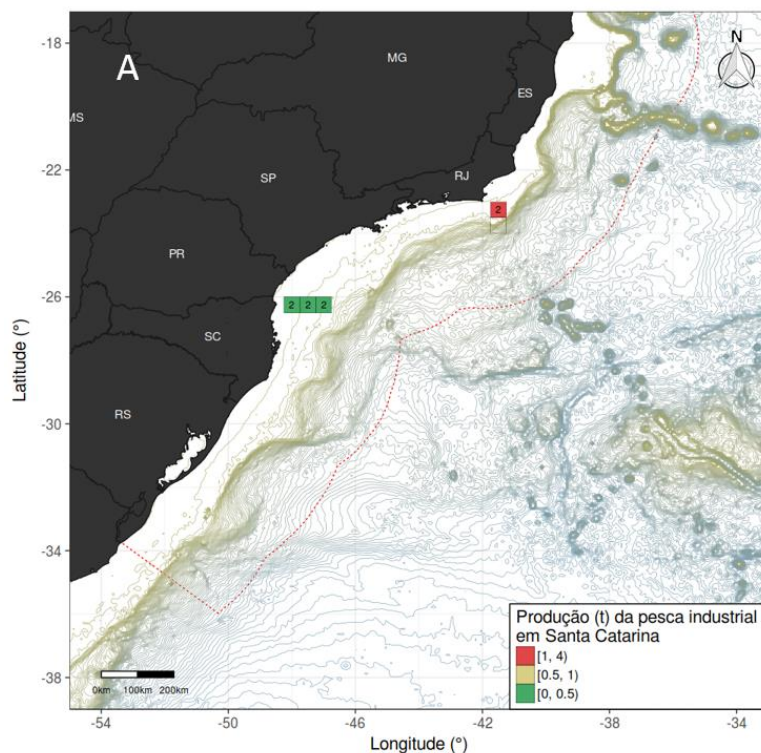 A
N
MG
MS
ES
SP
RJ
PR
SC
RS
2
2 2 2
-18
-22
-26
-30
-34
-38
Latitude (°)
0km 100km 200km
Produção (t) da pesca industrial
em Santa Catarina
[1, 4)
[0.5, 1)
[0, 0.5)
-54 -50 -46 -42 -38 -34
Longitude (°)